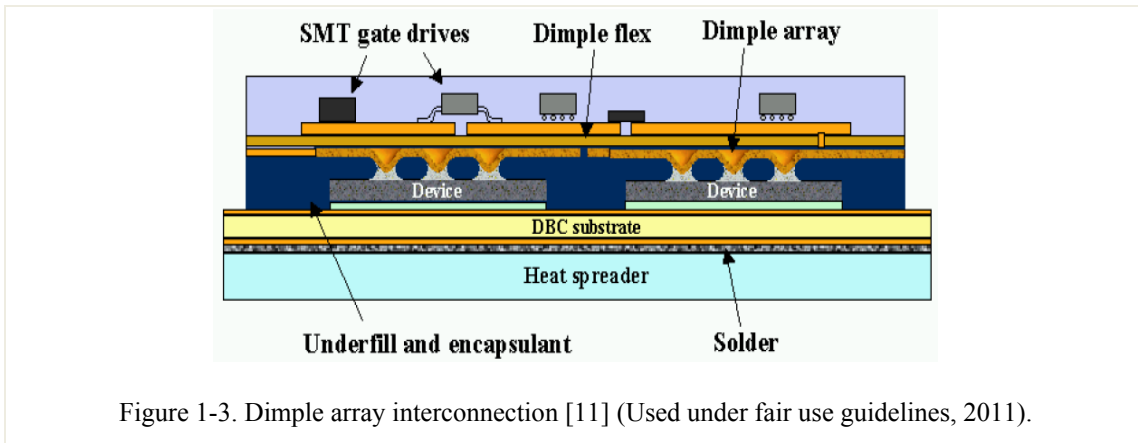 SMT gate drives
Dimple flex
Dimple array
Device
Device
DBC substrate
Heat spreader
Underfill and encapsulant
Solder
Figure 1-3. Dimple array interconnection [11] (Used under fair use guidelines, 2011).